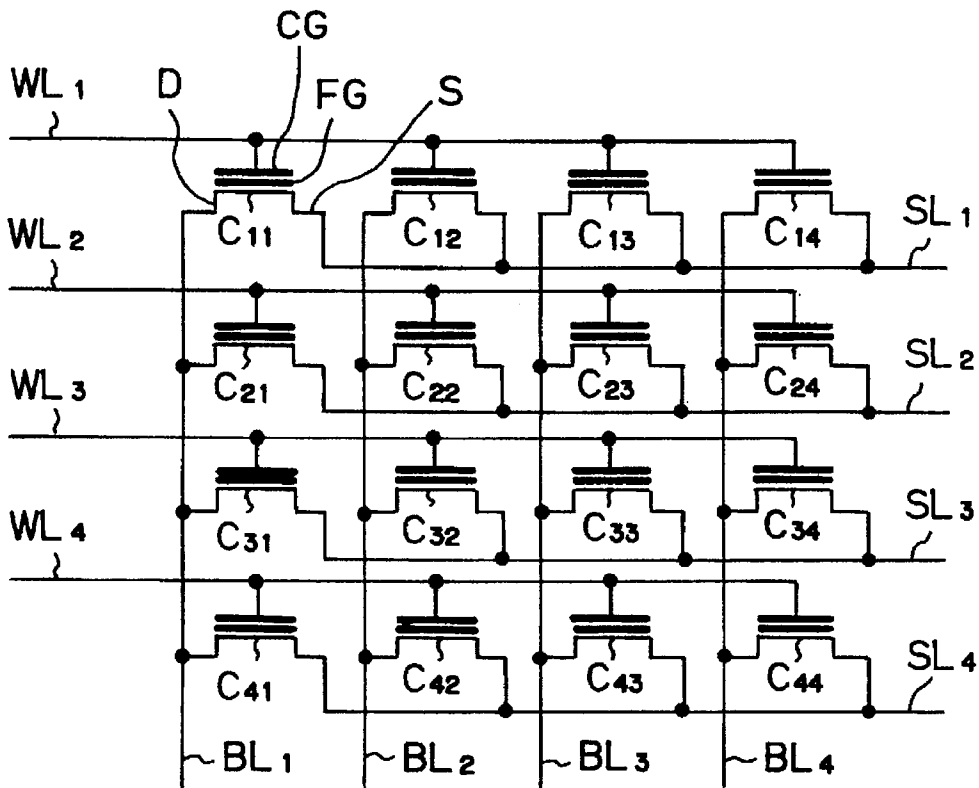 CG
WL1 D FG S
C11 C12 C13 C14 SL1
WL2
C21 C22 C23 C24 SL2
WL3
C31 C32 C33 C34 SL3
WL4
C41 C42 C43 C44 SL4
BL1 BL2 BL3 BL4